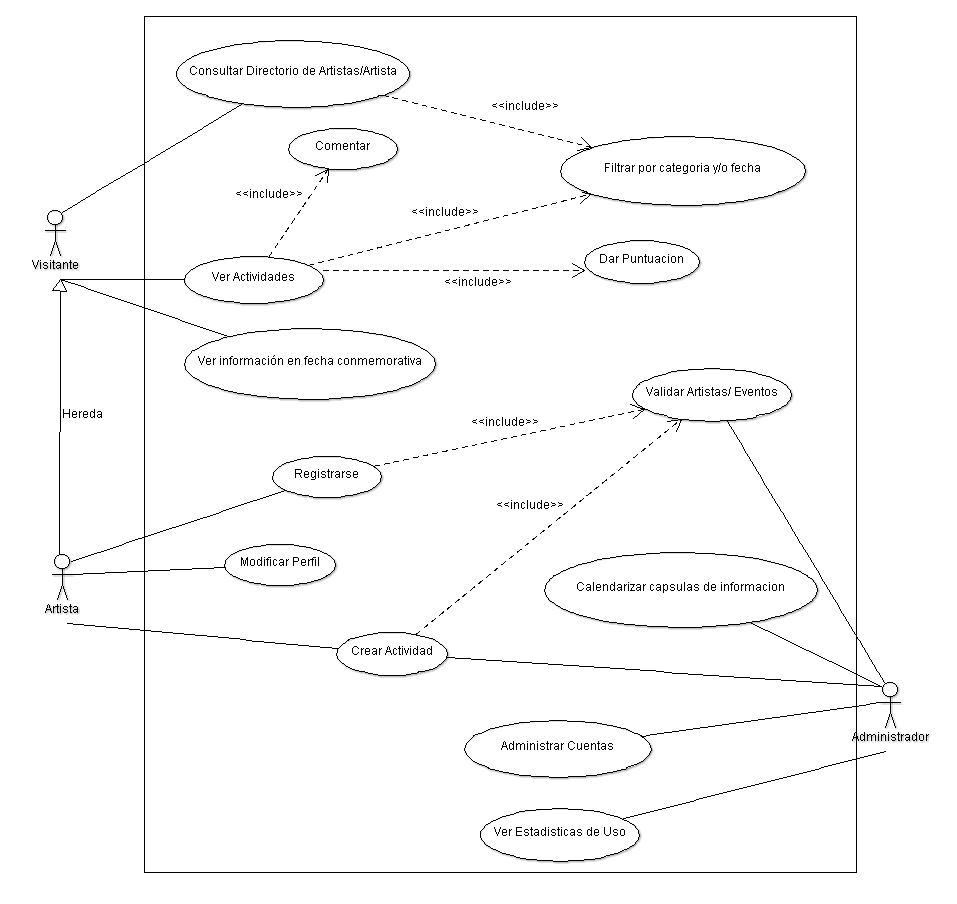 Consultar Directorio de Artistas/Artista
<<include>>
Comentar
Filtrar por categoria y/o fecha
<<include>>
<<include>>
Visitante
Dar Puntuacion
Ver Actividades
<<include>>
Ver información en fecha conmemorativa
Validar Artistas/ Eventos
Hereda
<<include>>
Registrarse
<<include>>
Modificar Perfil
Calendarizar capsulas de informacion
Artista
Crear Actividad
Administrador
Administrar Cuentas
Ver Estadisticas de Uso